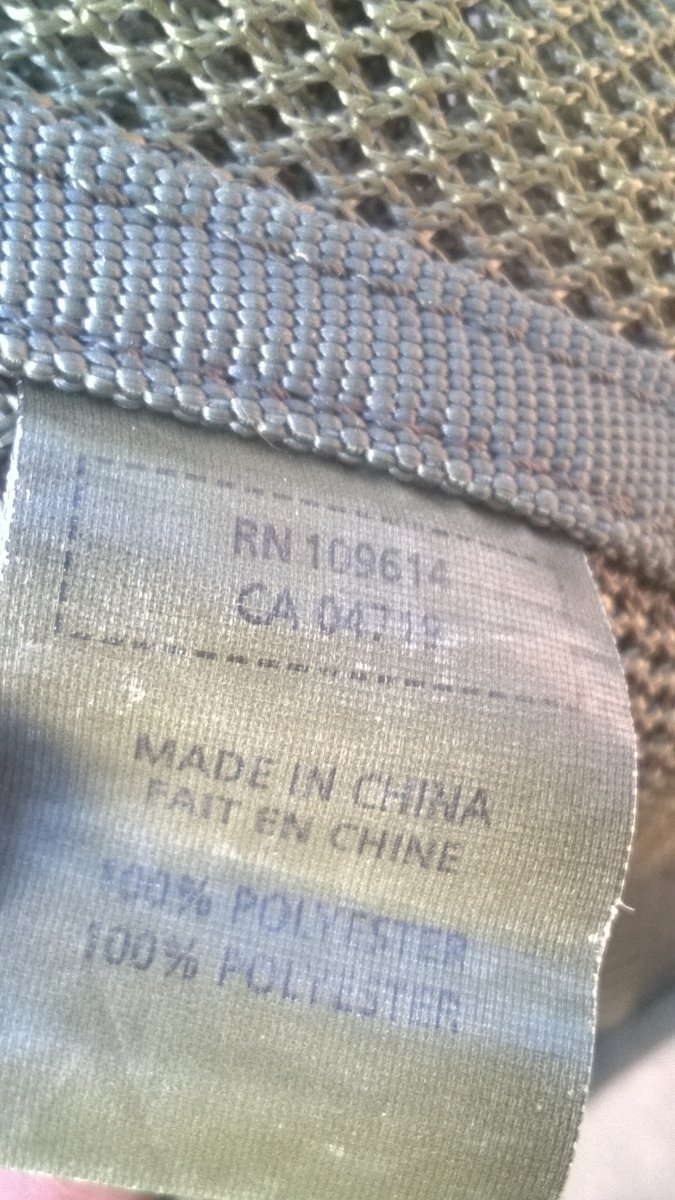 RN 109614
CA 04719
MADE IN CHINA
FAIT EN CHINE
100% POLYESTER
100% POLYESTER